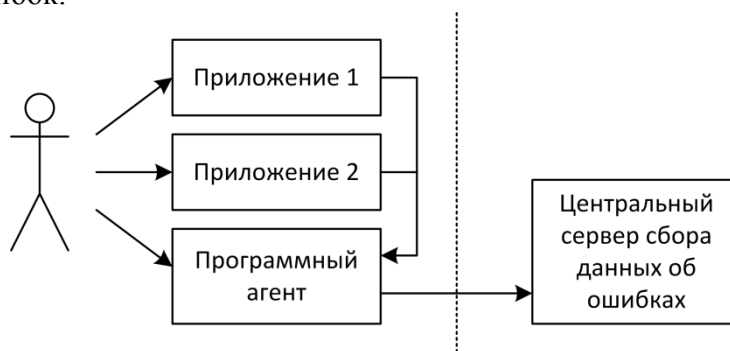 Приложение 1
Приложение 2
Программный
агент
Центральный
сервер сбора
данных об
ошибках